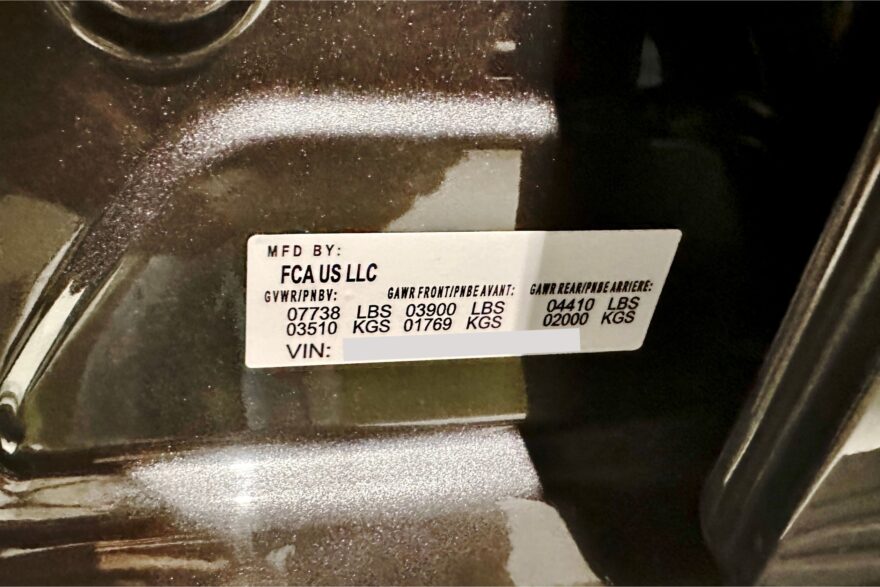 MFD BY:
FCA US LLC
GVWR/PNBV: GAWR FRONT/PNBE AVANT: GAWR REAR/PNBE ARRIERE:
07738 LBS 03900 LBS 04410 LBS
03510 KGS 01769 KGS 02000 KGS
VIN: